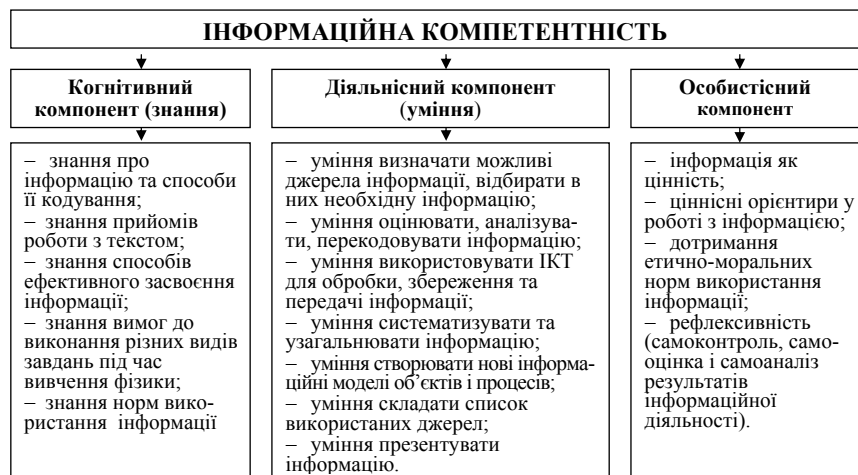 ІНФОРМАЦІЙНА КОМПЕТЕНТНІСТЬ
Когнітивний
компонент (знання)
– знання про
інформацію та способи
її кодування;
– знання прийомів
роботи з текстом;
– знання способів
ефективного засвоєння
інформації;
– знання вимог до
виконання різних видів
завдань під час
вивчення фізики;
– знання норм вико-
ристання інформації
Діяльнісний компонент
(уміння)
– уміння визначати можливі
джерела інформації, відбирати в
них необхідну інформацію;
– уміння оцінювати, аналізува-
ти, перекодовувати інформацію;
– уміння використовувати ІКТ
для обробки, збереження та
передачі інформації;
– уміння систематизувати та
узагальнювати інформацію;
– уміння створювати нові інформа-
ційні моделі об’єктів і процесів;
– уміння складати список
використаних джерел;
– уміння презентувати
інформацію.
Особистісний
компонент
– інформація як
цінність;
– ціннісні орієнтири у
роботі з інформацією;
– дотримання
етично-моральних
норм використання
інформації;
– рефлексивність
(самоконтроль, само-
оцінка і самоаналіз
результатів
інформаційної
діяльності).